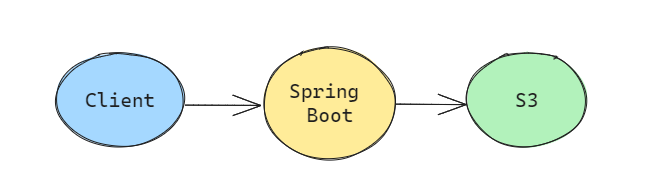 Client
Spring
Boot
S3